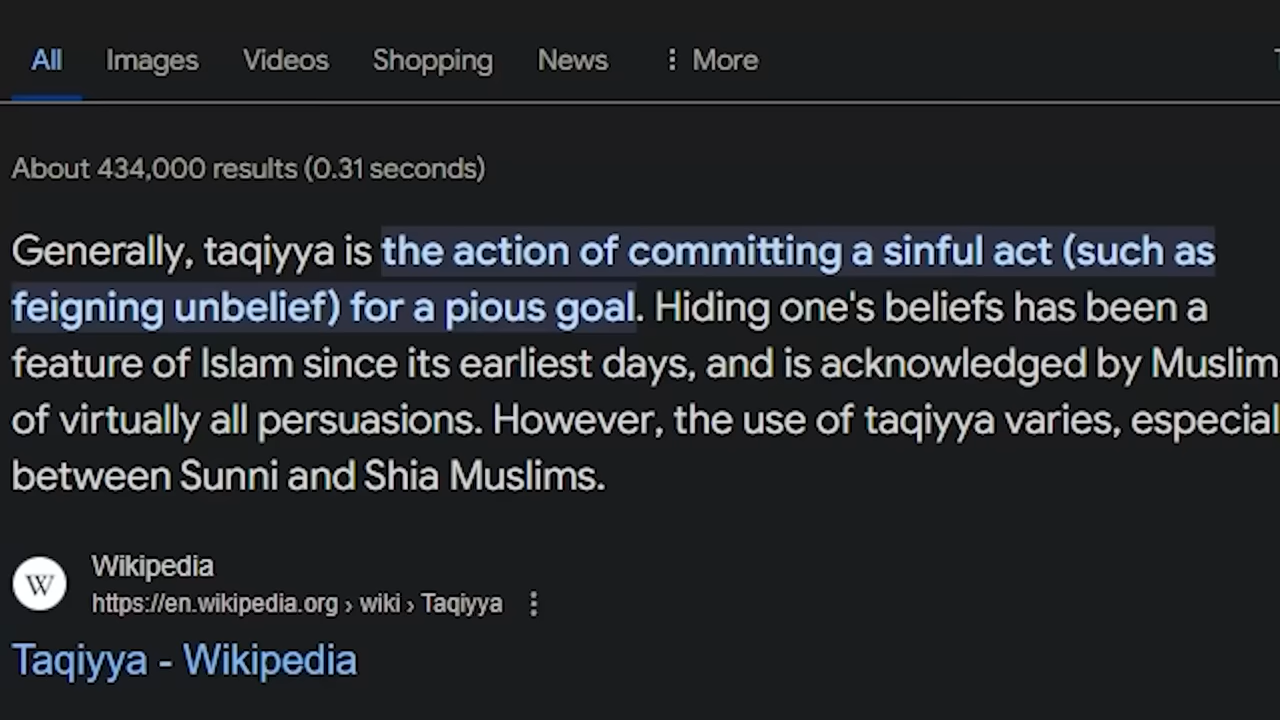 All Images Videos Shopping News More
About 434,000 results (0.31 seconds)
Generally, taqiyya is the action of committing a sinful act (such as
feigning unbelief) for a pious goal. Hiding one's beliefs has been a
feature of Islam since its earliest days, and is acknowledged by Muslim
of virtually all persuasions. However, the use of taqiyya varies, especial
between Sunni and Shia Muslims.
W
Wikipedia
https://en.wikipedia.org › wiki › Taqiyya
Taqiyya - Wikipedia